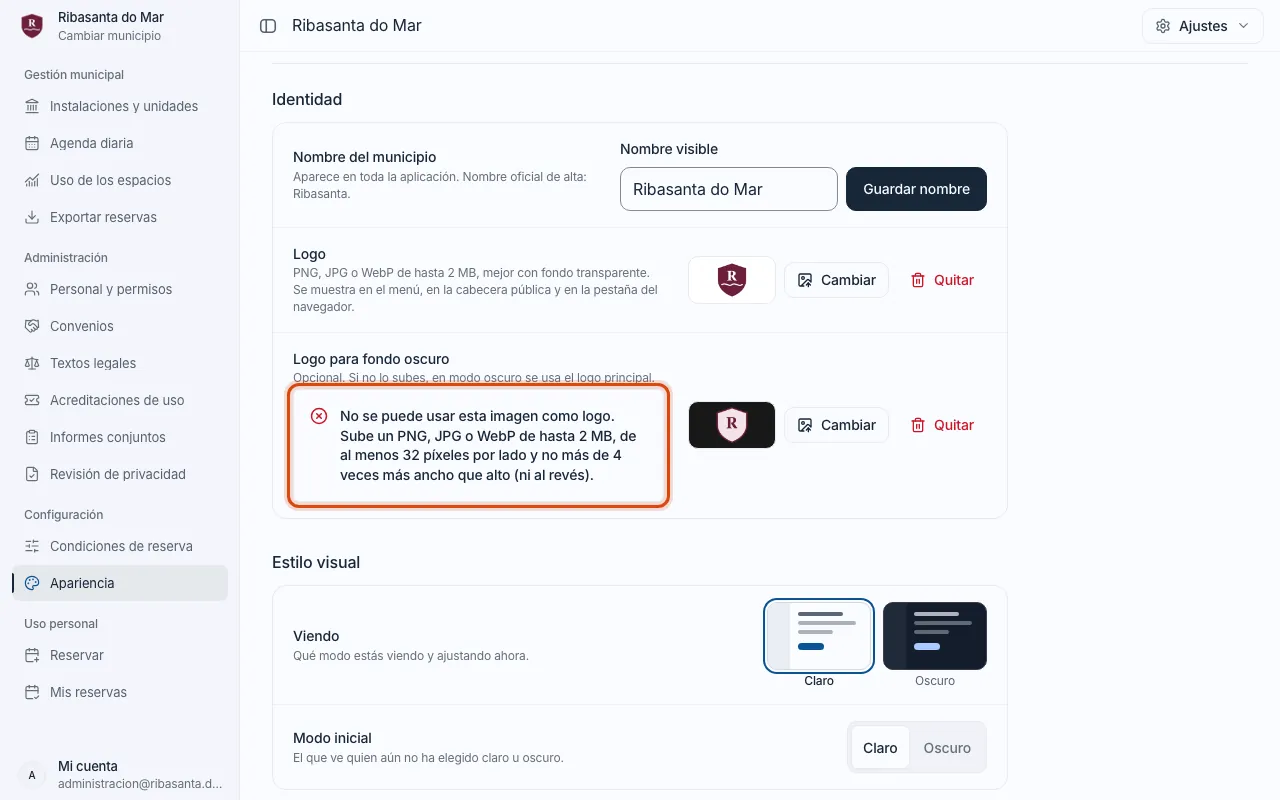 Ribasanta do Mar
Cambiar municipio
Gestión municipal
Instalaciones y unidades
Agenda diaria
Uso de los espacios
Exportar reservas
Administración
Personal y permisos
Convenios
Textos legales
Acreditaciones de uso
Informes conjuntos
Revisión de privacidad
Configuración
Condiciones de reserva
Apariencia
Uso personal
Reservar
Mis reservas
A
Mi cuenta
administracion@ribasanta.d...
Ribasanta do Mar
Ajustes
Identidad
Nombre del municipio
Aparece en toda la aplicación. Nombre oficial de alta:
Ribasanta.
Nombre visible
Ribasanta do Mar
Guardar nombre
Logo
PNG, JPG o WebP de hasta 2 MB, mejor con fondo transparente.
Se muestra en el menú, en la cabecera pública y en la pestaña del
navegador.
R
Cambiar
Quitar
Logo para fondo oscuro
Opcional. Si no lo subes, en modo oscuro se usa el logo principal.
No se puede usar esta imagen como logo.
Sube un PNG, JPG o WebP de hasta 2 MB, de
al menos 32 píxeles por lado y no más de 4
veces más ancho que alto (ni al revés).
R
Cambiar
Quitar
Estilo visual
Viendo
Qué modo estás viendo y ajustando ahora.
Claro
Oscuro
Modo inicial
El que ve quien aún no ha elegido claro u oscuro.
Claro
Oscuro